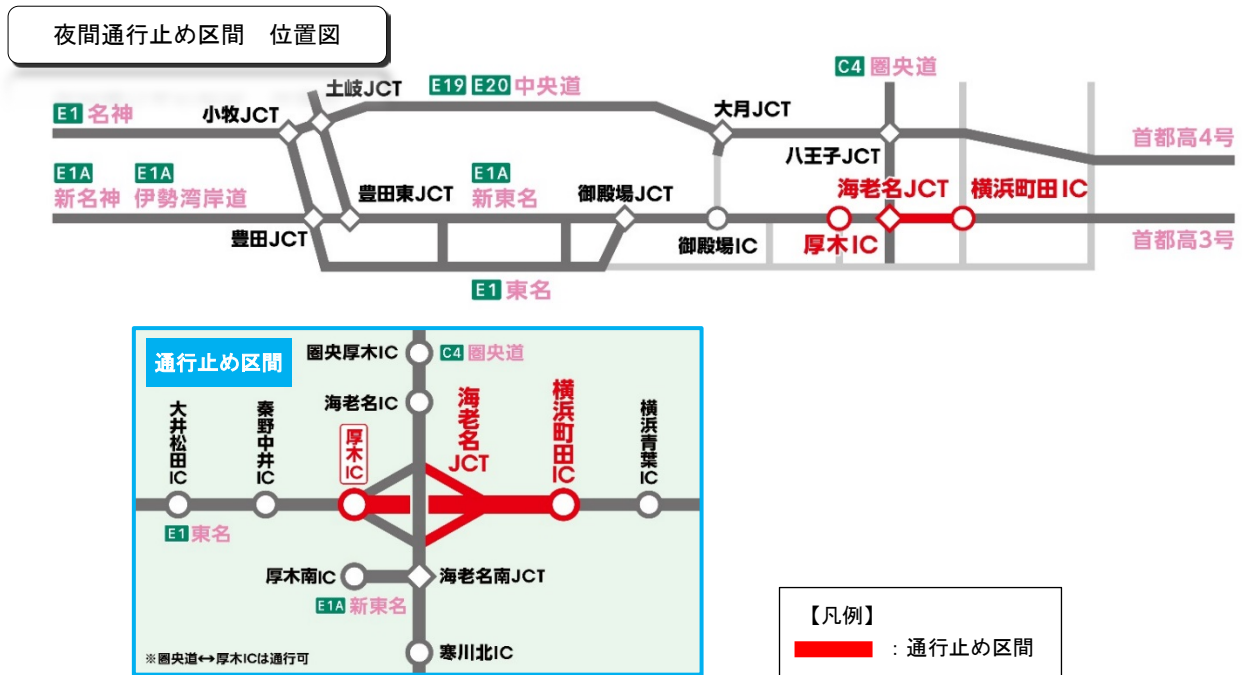 夜間通行止め区間　位置図
C4 圏央道
土岐JCT
E19 E20 中央道
E1 名神
小牧JCT
大月JCT
首都高4号
八王子JCT
E1A
新名神
E1A
伊勢湾岸道
豊田東JCT
E1A
新東名
御殿場JCT
海老名JCT
横浜町田IC
豊田JCT
御殿場IC
厚木IC
首都高3号
E1 東名
通行止め区間
圏央厚木IC
C4 圏央道
海老名IC
大井松田IC
秦野中井IC
厚木IC
海老名JCT
横浜町田IC
横浜青葉IC
E1 東名
厚木南IC
海老名南JCT
E1A 新東名
寒川北IC
※圏央道↔厚木ICは通行可
【凡例】
：通行止め区間